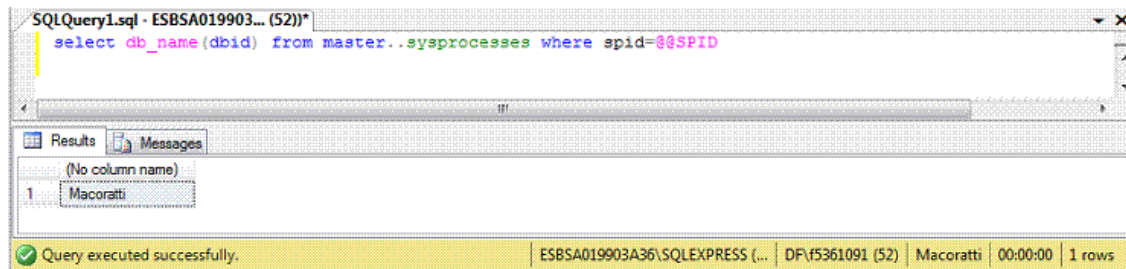 SQLQuery1.sql - ESBSA019903... (52))*
select db_name(dbid) from master..sysprocesses where spid=@@SPID
Results Messages
(No column name)
1 Macoratti
Query executed successfully. ESBSA019903A36\SQLEXPRESS (... DF\f5361091 (52) Macoratti 00:00:00 1 rows